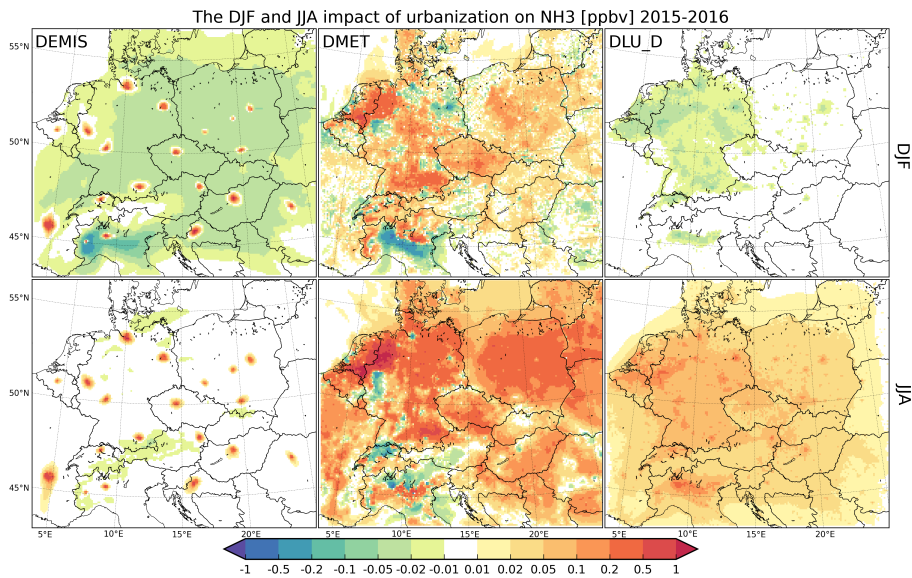 The DJF and JJA impact of urbanization on NH3 [ppbv] 2015-2016
DEMIS DMET DLU_D
55°N
50°N
45°N
DJF
55°N
50°N
45°N
JJA
5°E 10°E 15°E 20°E 5°E 10°E 15°E 20°E 5°E 10°E 15°E 20°E
-1 -0.5 -0.2 -0.1 -0.05 -0.02 -0.01 0.01 0.02 0.05 0.1 0.2 0.5 1